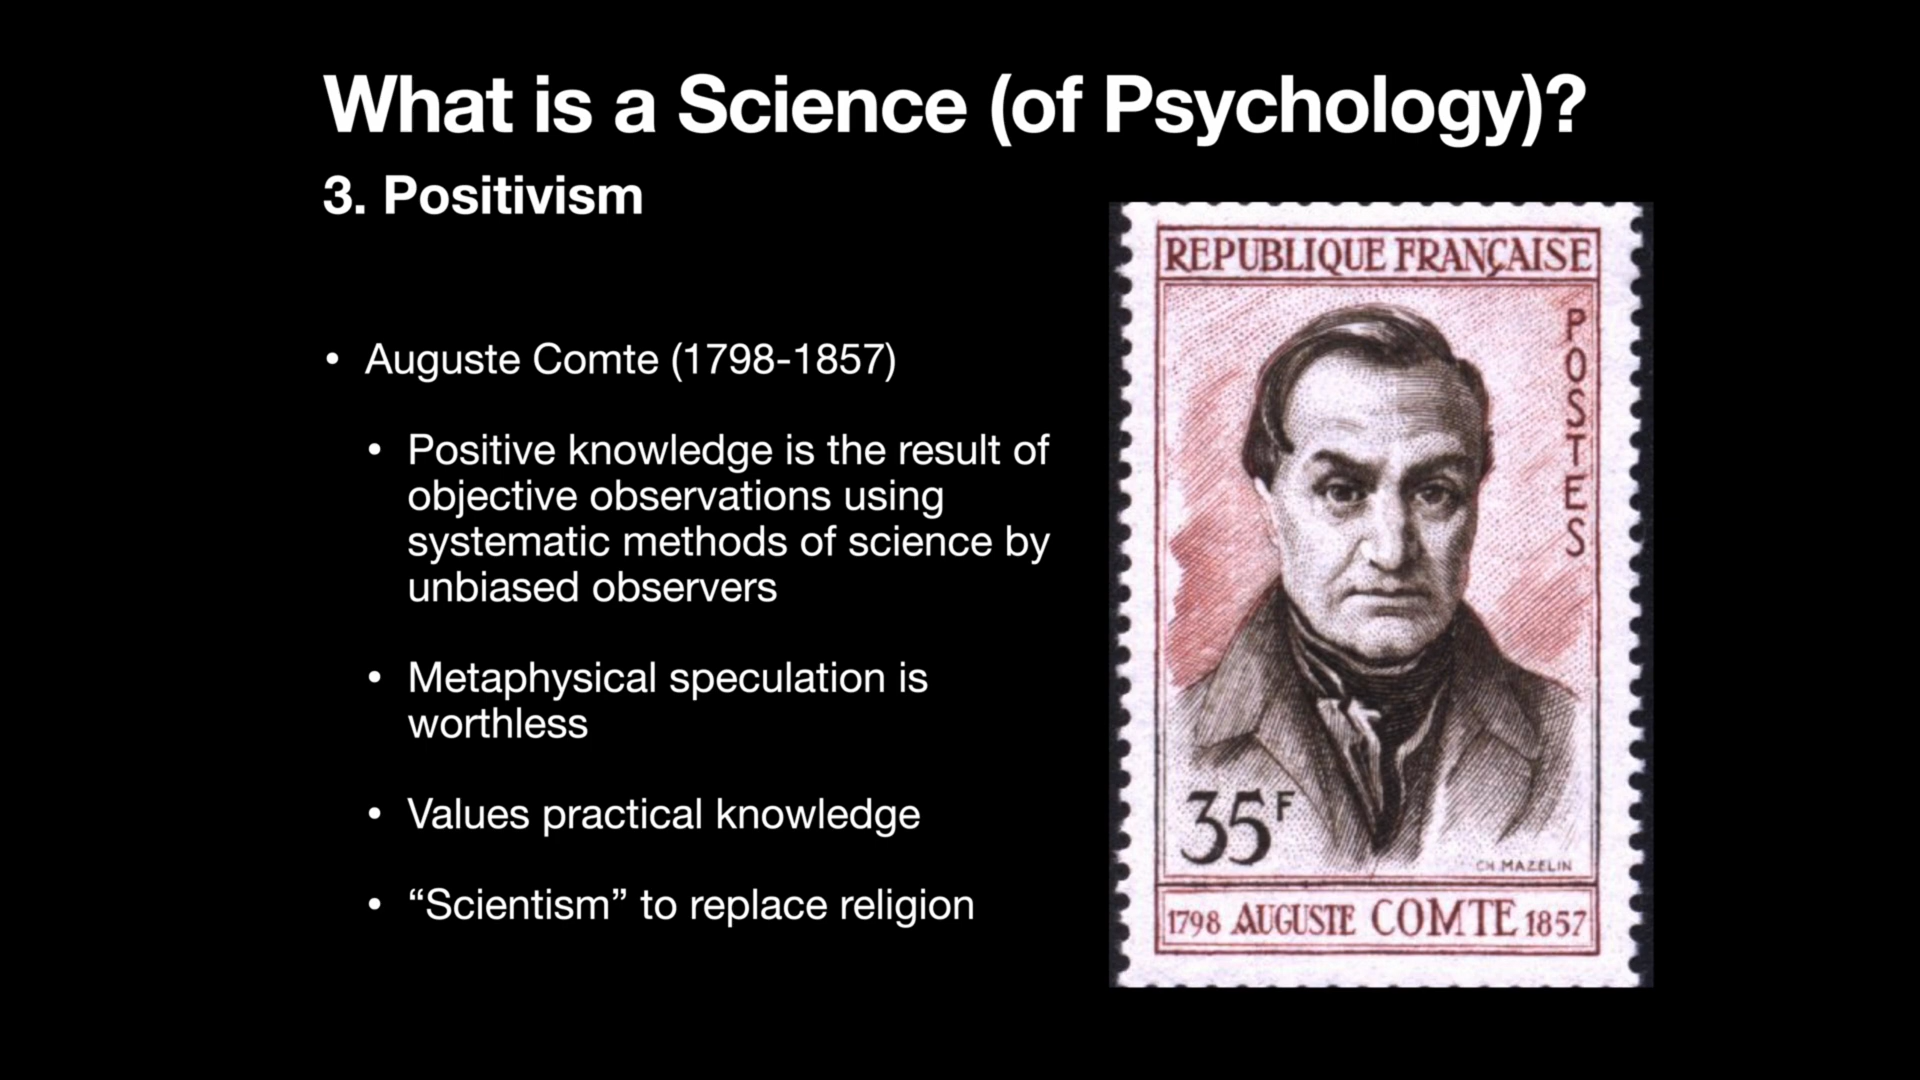 What is a Science (of Psychology)?
3. Positivism
• Auguste Comte (1798-1857)
• Positive knowledge is the result of
objective observations using
systematic methods of science by
unbiased observers
• Metaphysical speculation is
worthless
• Values practical knowledge
• “Scientism” to replace religion
REPUBLIQUE FRANÇAISE
POSTES
35F
CH MAZELIN
1798 AUGUSTE COMTE 1857